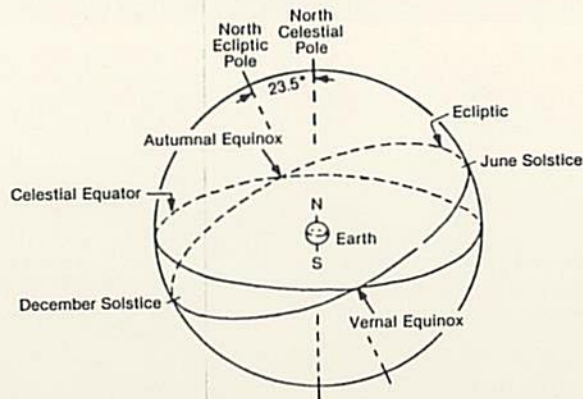 North
Ecliptic
Pole
North
Celestial
Pole
23.5°
Ecliptic
Autumnal Equinox
June Solstice
Celestial Equator
N
Earth
S
December Solstice
Vernal Equinox